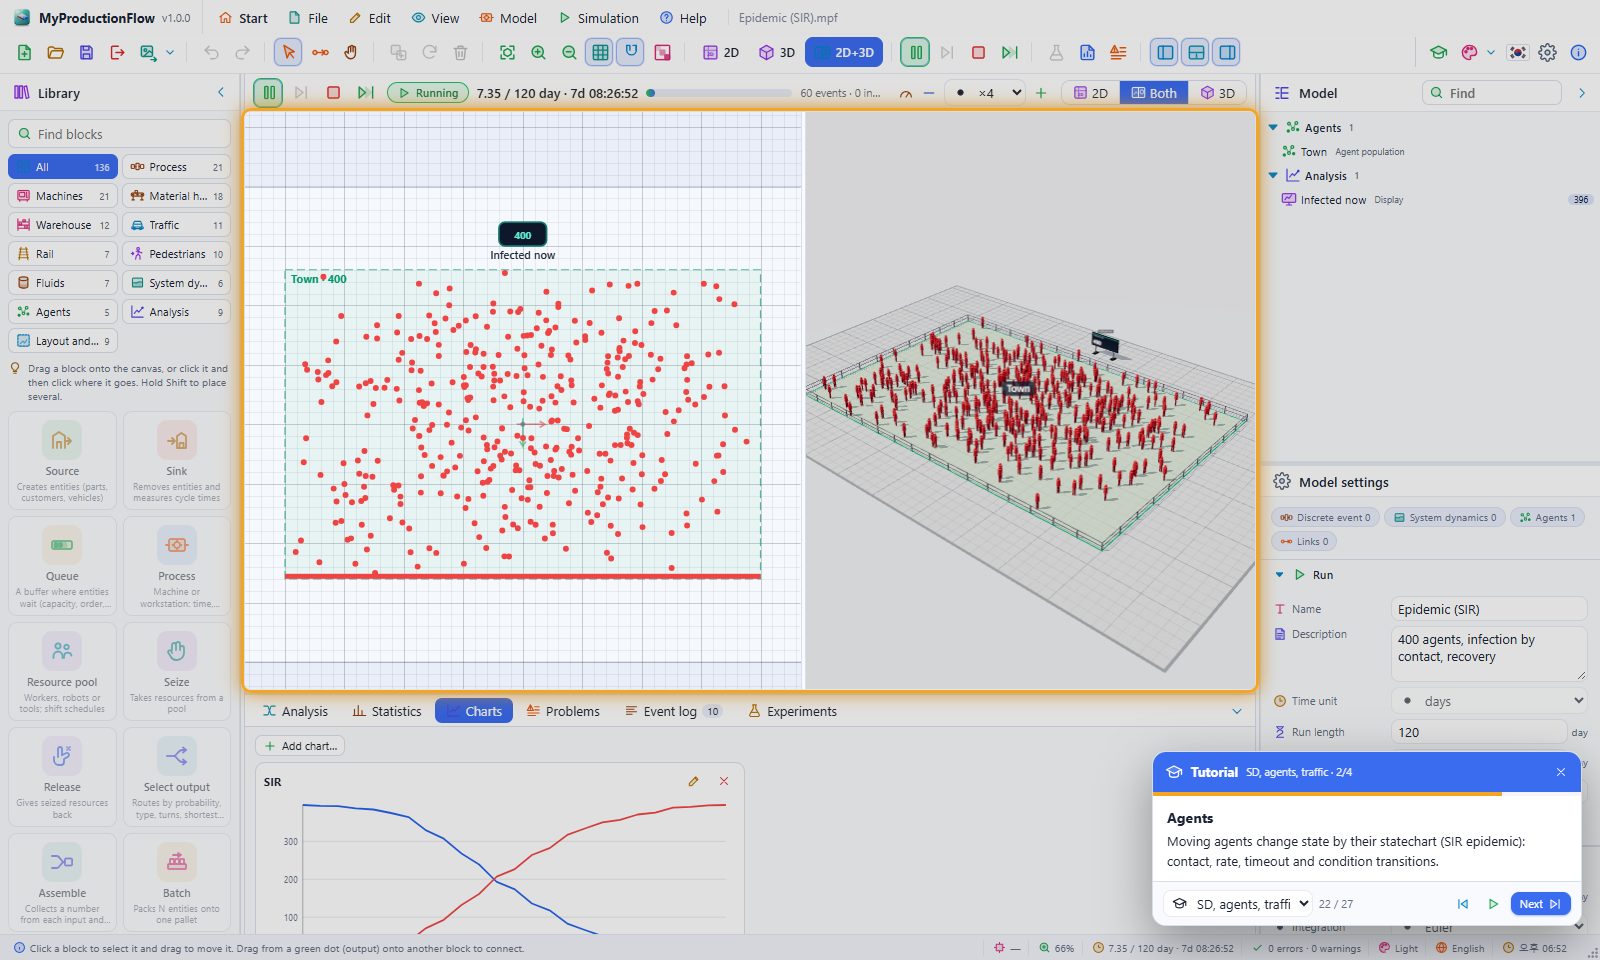 MyProductionFlow v1.0.0 Start File Edit View Model Simulation Help Epidemic (SIR).mpf
2D 3D 2D+3D
Library
Running 7.35 / 120 day · 7d 08:26:52 60 events · 0 in... ×4 2D Both 3D
Model Find
Find blocks
All 136 Process 21
Machines 21 Material h... 18
Warehouse 12 Traffic 11
Rail 7 Pedestrians 10
Fluids 7 System dy... 6
Agents 5 Analysis 9
Layout and... 9
Drag a block onto the canvas, or click it and
then click where it goes. Hold Shift to place
several.
Source Sink
Creates entities (parts, Removes entities and
customers, vehicles) measures cycle times
Queue Process
A buffer where entities Machine or
wait (capacity, order,... workstation: time,...
Resource pool Seize
Workers, robots or Takes resources from a
tools; shift schedules pool
Release Select output
Gives seized resources Routes by probability,
back type, turns, shortest...
Assemble Batch
Collects a number Packs N entities onto
from each input and... one pallet
400
Infected now
Town 400
Town
Agents 1
Town Agent population
Analysis 1
Infected now Display 396
Model settings
Discrete event 0 System dynamics 0 Agents 1
Links 0
Run
Name Epidemic (SIR)
Description 400 agents, infection by
contact, recovery
Time unit days
Run length 120 day
Analysis Statistics Charts Problems Event log 10 Experiments
Add chart...
SIR
300
200
100
Tutorial SD, agents, traffic · 2/4
Agents
Moving agents change state by their statechart (SIR epidemic):
contact, rate, timeout and condition transitions.
SD, agents, traffi 22 / 27 Next
Integration Euler
Click a block to select it and drag to move it. Drag from a green dot (output) onto another block to connect. — 66% 7.35 / 120 day · 7d 08:26:52 0 errors · 0 warnings Light English 오후 06:52